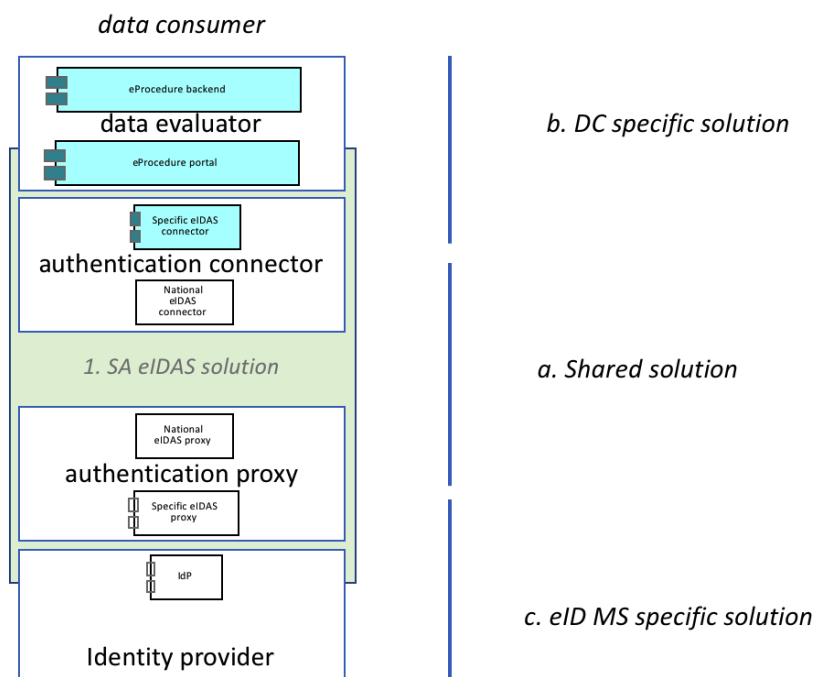 data consumer
eProcedure backend
data evaluator
b. DC specific solution
eProcedure portal
Specific eIDAS
connector
authentication connector
National
eIDAS
connector
1. SA eIDAS solution
a. Shared solution
National
eIDAS proxy
authentication proxy
Specific eIDAS
proxy
IdP
c. eID MS specific solution
Identity provider